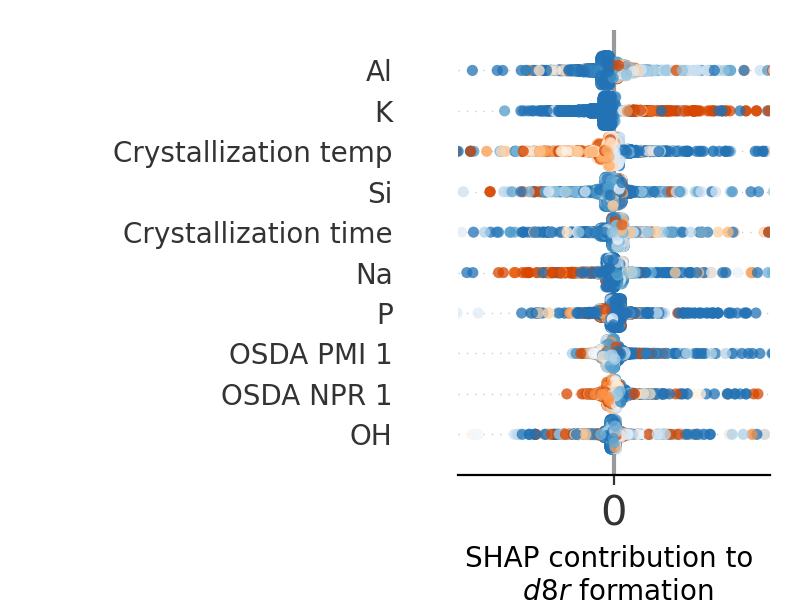 Al
K
Crystallization temp
Si
Crystallization time
Na
P
OSDA PMI 1
OSDA NPR 1
OH
0
SHAP contribution to
d8r formation